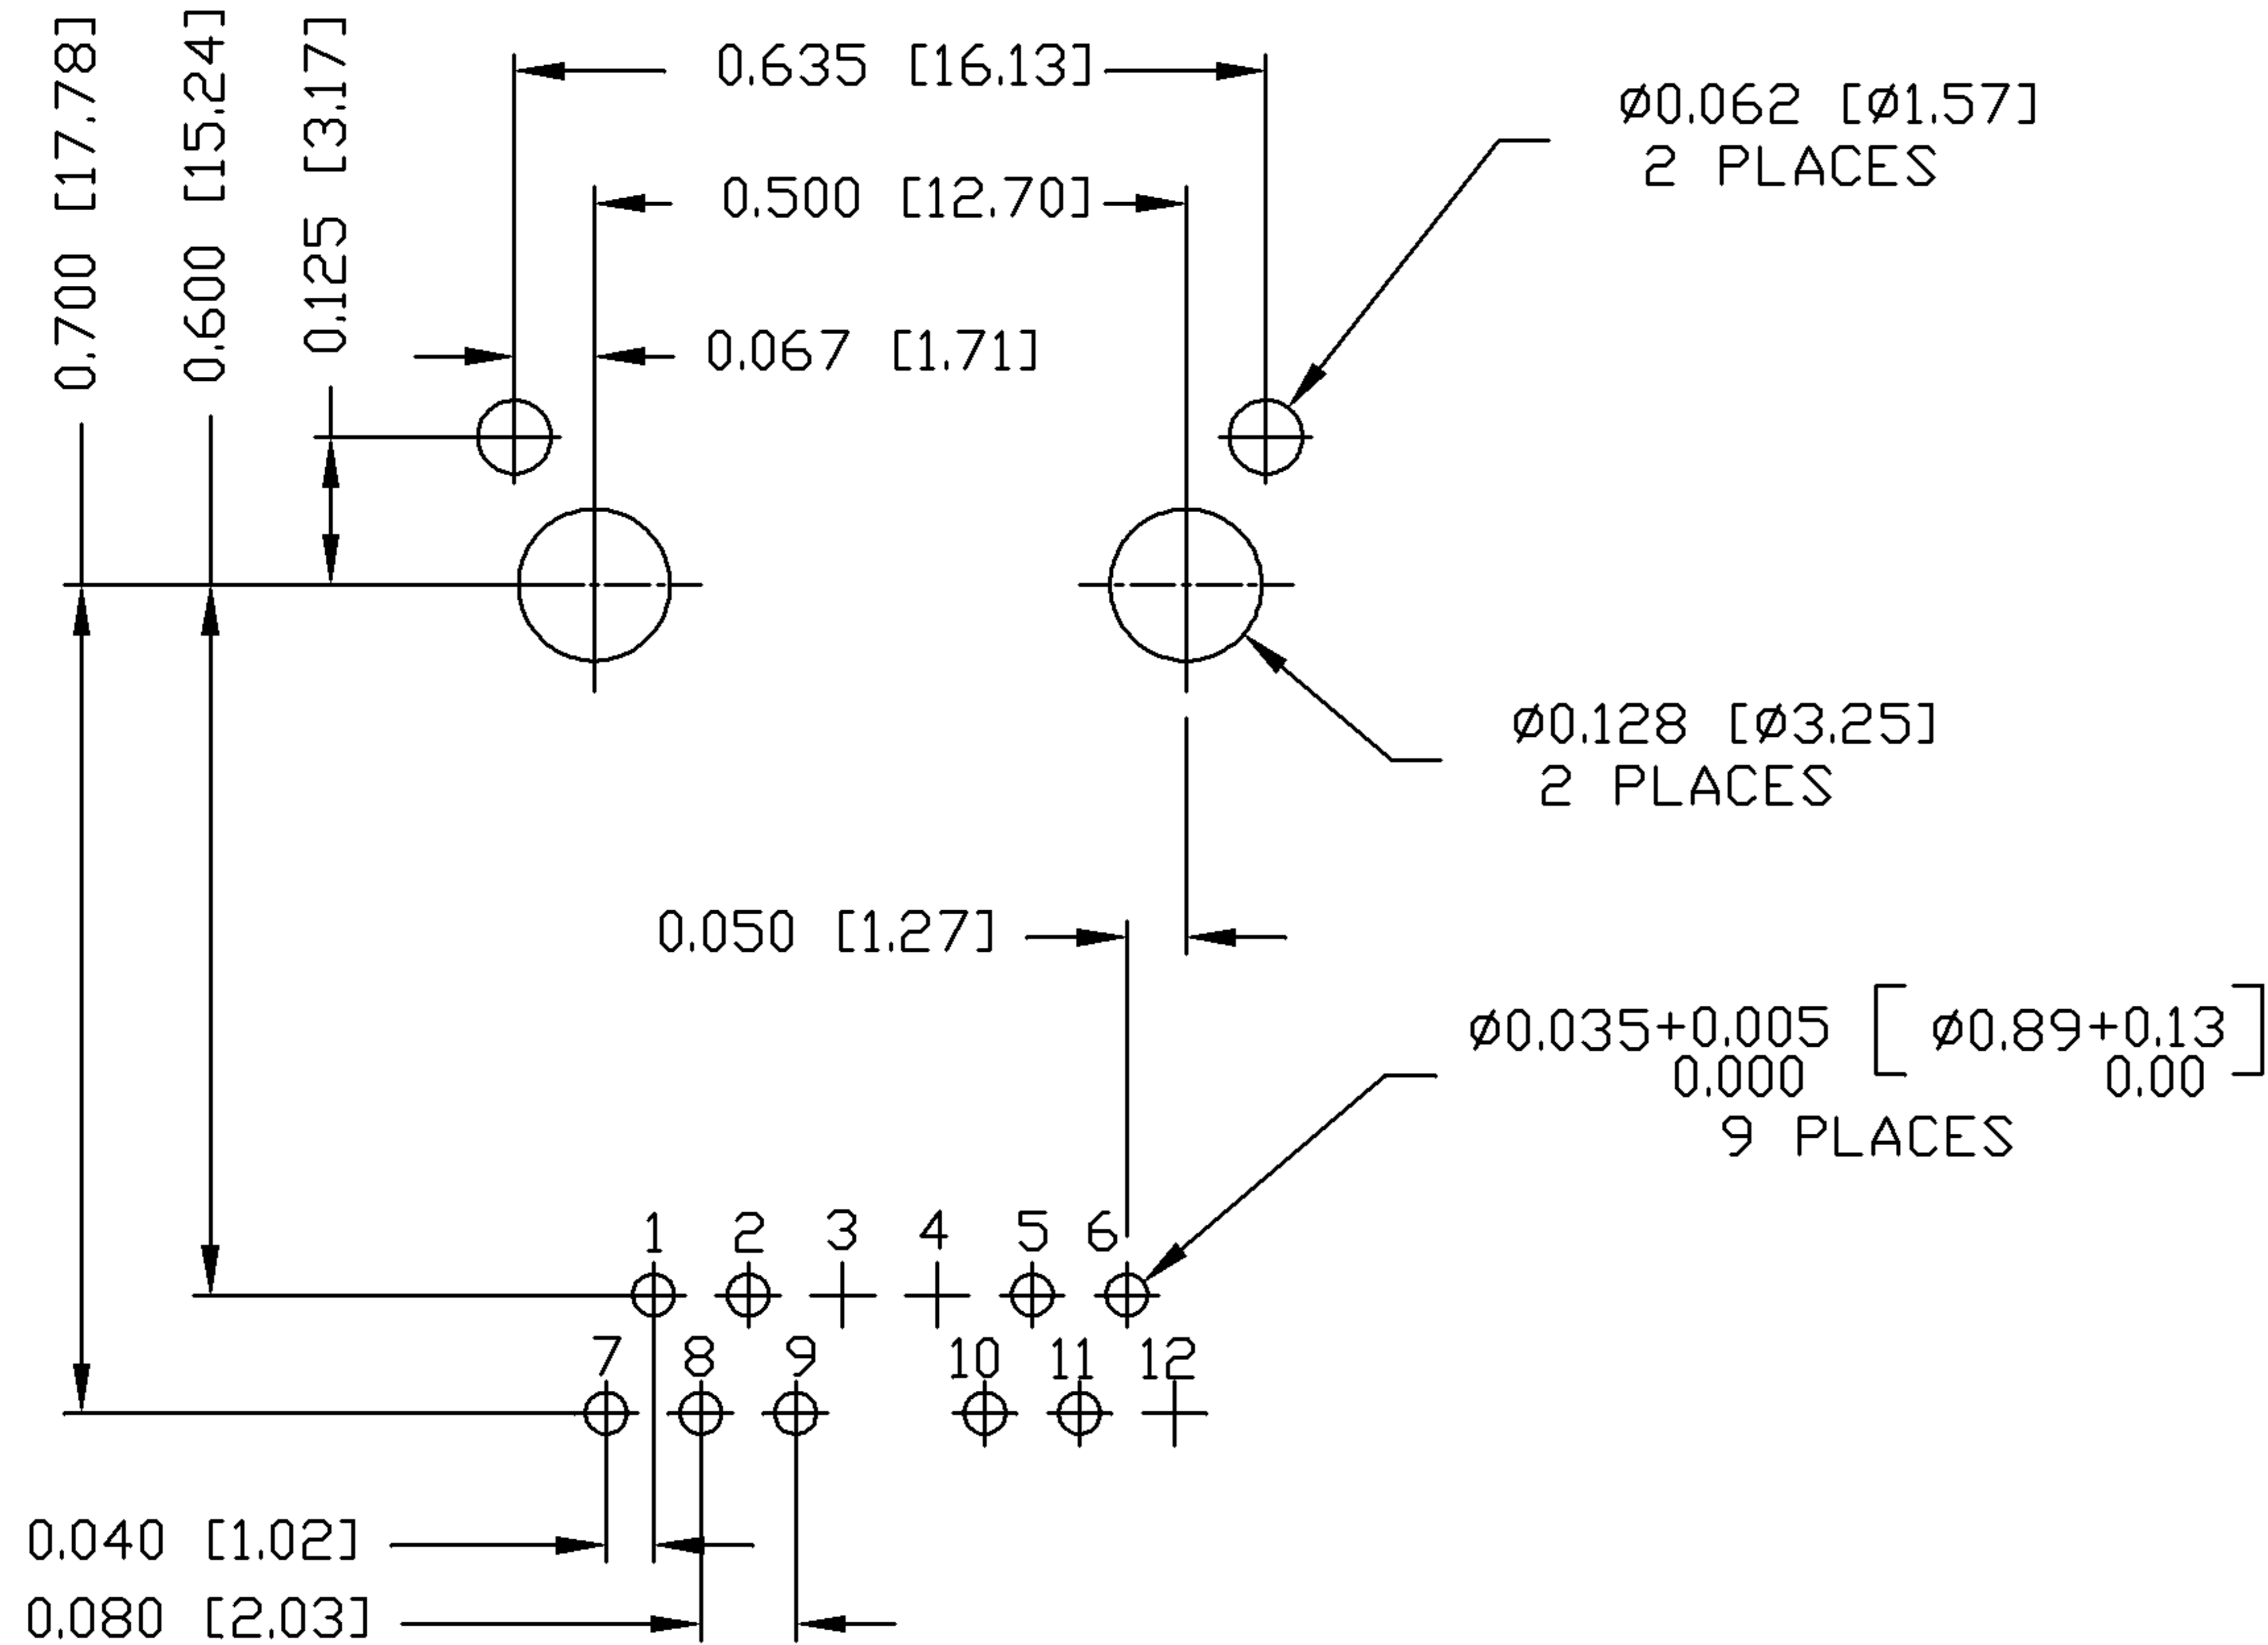 0.700 [17.78]
0.600 [15.24]
0.125 [3.17]
0.635 [16.13]
ø0.062 [ø1.57]
2 PLACES
0.500 [12.70]
0.067 [1.71]
ø0.128 [ø3.25]
2 PLACES
0.050 [1.27]
ø0.035+0.005 [ø0.89+0.13]
0.000 0.00
9 PLACES
1 2 3 4 5 6
7 8 9 10 11 12
0.040 [1.02]
0.080 [2.03]